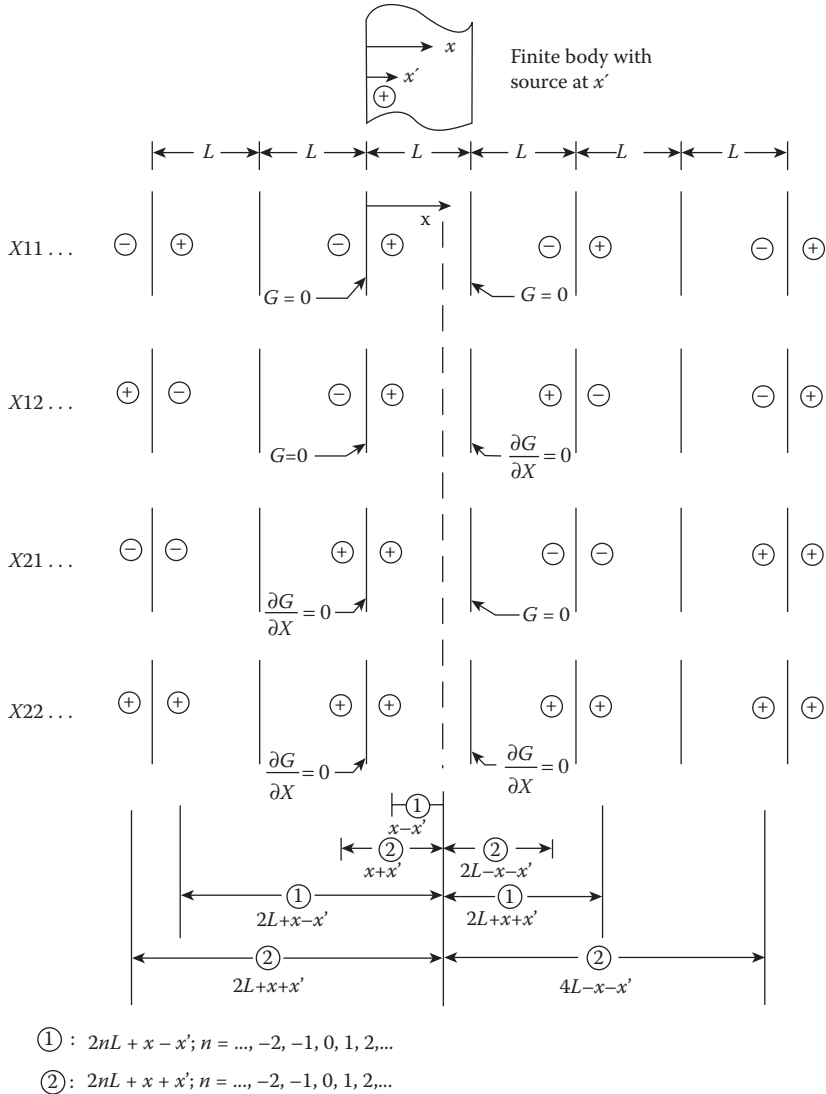 x
Finite body with
x′
source at x′
+
L L L L L L
x
X11 . . . − + − + − + − +
G = 0 G = 0
X12 . . . + − − + + − − +
G=0 ∂G/∂X = 0
X21 . . . − − + + − − + +
∂G/∂X = 0 G = 0
X22 . . . + + + + + + + +
∂G/∂X = 0 ∂G/∂X = 0
1
x–x’
2 2
x+x’ 2L–x–x’
1 1
2L+x–x’ 2L+x+x’
2 2
2L+x+x’ 4L–x–x’
1 : 2nL + x − x’; n = ..., −2, −1, 0, 1, 2,...
2 : 2nL + x + x’; n = ..., −2, −1, 0, 1, 2,...